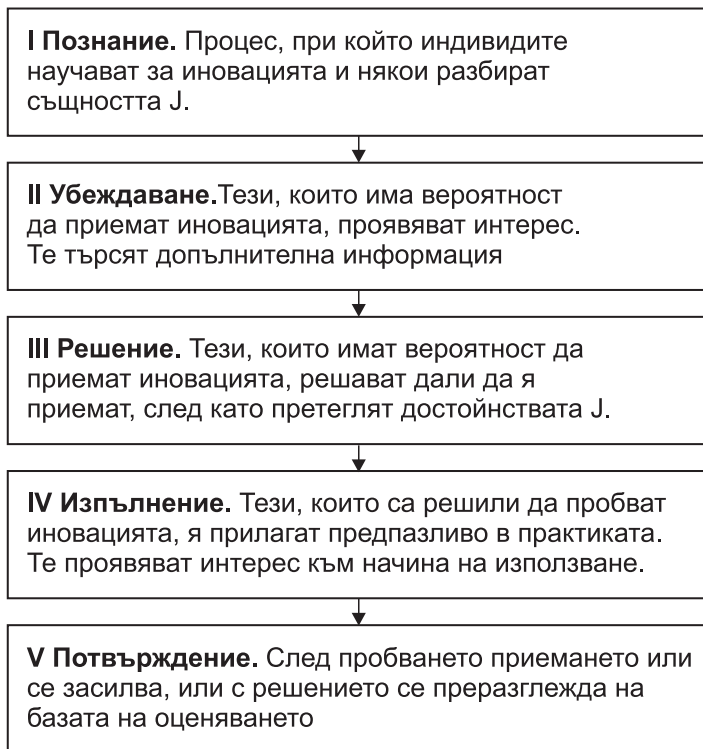 I Познание. Процес, при който индивидите
научават за иновацията и някои разбират
същността J.
II Убеждаване.Тези, които има вероятност
да приемат иновацията, проявяват интерес.
Те търсят допълнителна информация
III Решение. Тези, които имат вероятност да
приемат иновацията, решават дали да я
приемат, след като претеглят достойнствата J.
IV Изпълнение. Тези, които са решили да пробват
иновацията, я прилагат предпазливо в практиката.
Те проявяват интерес към начина на използване.
V Потвърждение. След пробването приемането или
се засилва, или с решението се преразглежда на
базата на оценяването